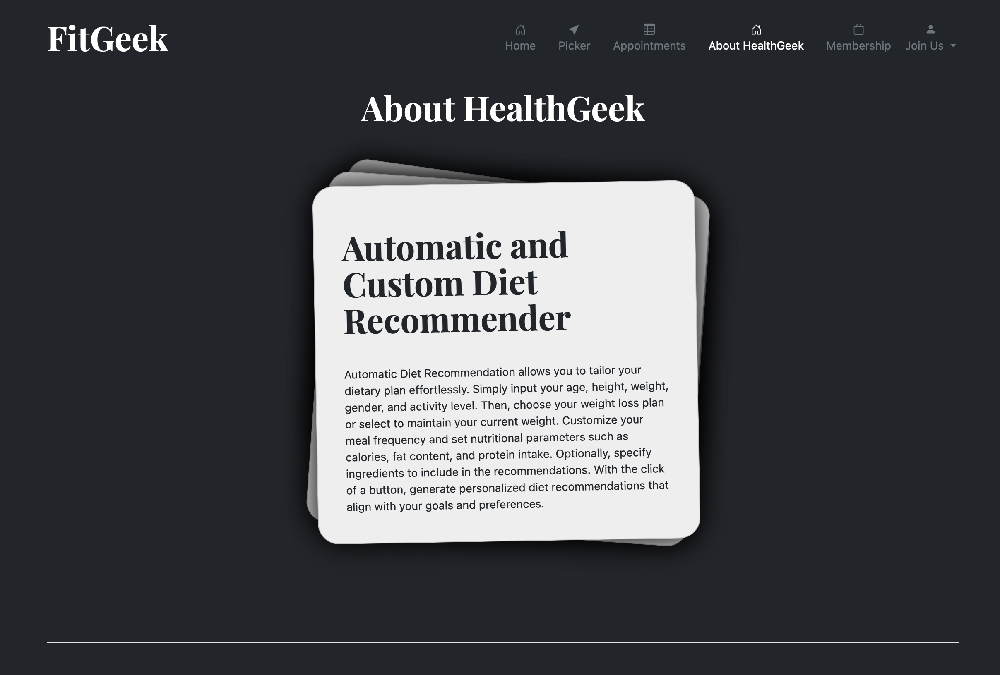 FitGeek
Home
Picker
Appointments
About HealthGeek
Membership
Join Us
About HealthGeek
Automatic and
Custom Diet
Recommender
Automatic Diet Recommendation allows you to tailor your
dietary plan effortlessly. Simply input your age, height, weight,
gender, and activity level. Then, choose your weight loss plan
or select to maintain your current weight. Customize your
meal frequency and set nutritional parameters such as
calories, fat content, and protein intake. Optionally, specify
ingredients to include in the recommendations. With the click
of a button, generate personalized diet recommendations that
align with your goals and preferences.